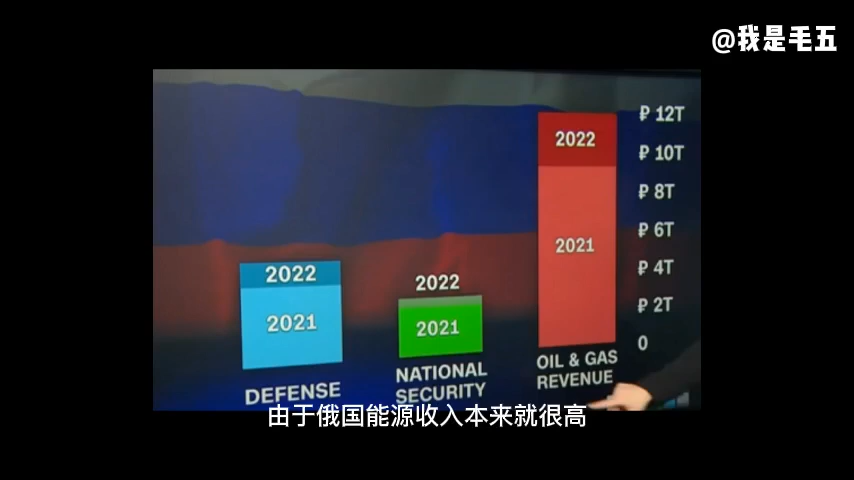 @我是毛五
₽ 12T
₽ 10T
₽ 8T
₽ 6T
₽ 4T
₽ 2T
0
2022
2021
DEFENSE
2022
2021
NATIONAL
SECURITY
2022
2021
OIL & GAS
REVENUE
由于俄国能源收入本来就很高